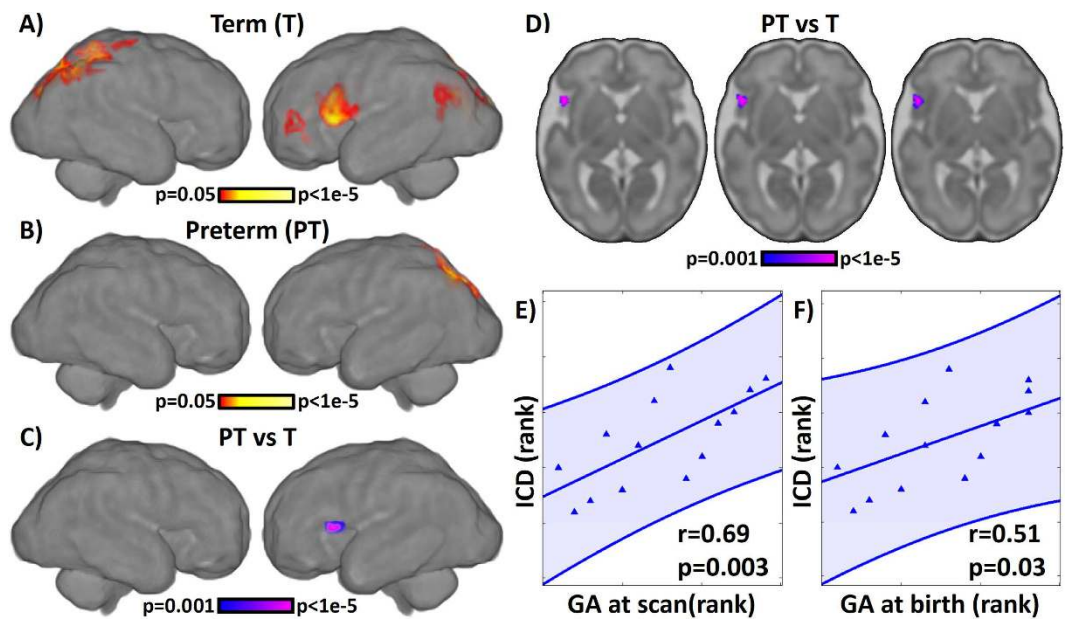 A) Term (T)
p=0.05 p<1e-5
B) Preterm (PT)
p=0.05 p<1e-5
C) PT vs T
p=0.001 p<1e-5
D) PT vs T
p=0.001 p<1e-5
E)
ICD (rank)
r=0.69
p=0.003
GA at scan(rank)
F)
ICD (rank)
r=0.51
p=0.03
GA at birth (rank)